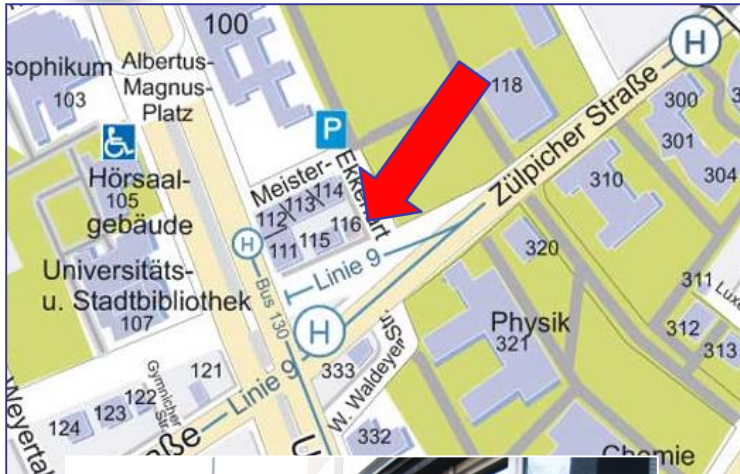 100
Albertus-
Magnus-
Platz
sophikum
103
118
Zülpicher Straße
H
300
301
304
310
P
Meister-
Ekkehart
Hörsaal-
105
gebäude
112
113
114
111
115
116
H
Universitäts-
u. Stadtbibliothek
107
Bus 130
Linie 9
H
320
311
312
313
Physik
321
Gymnicher
Str.
121
122
123
124
Weyertal
Linie 9
333
W. Waldeyer Str.
332
Chemie